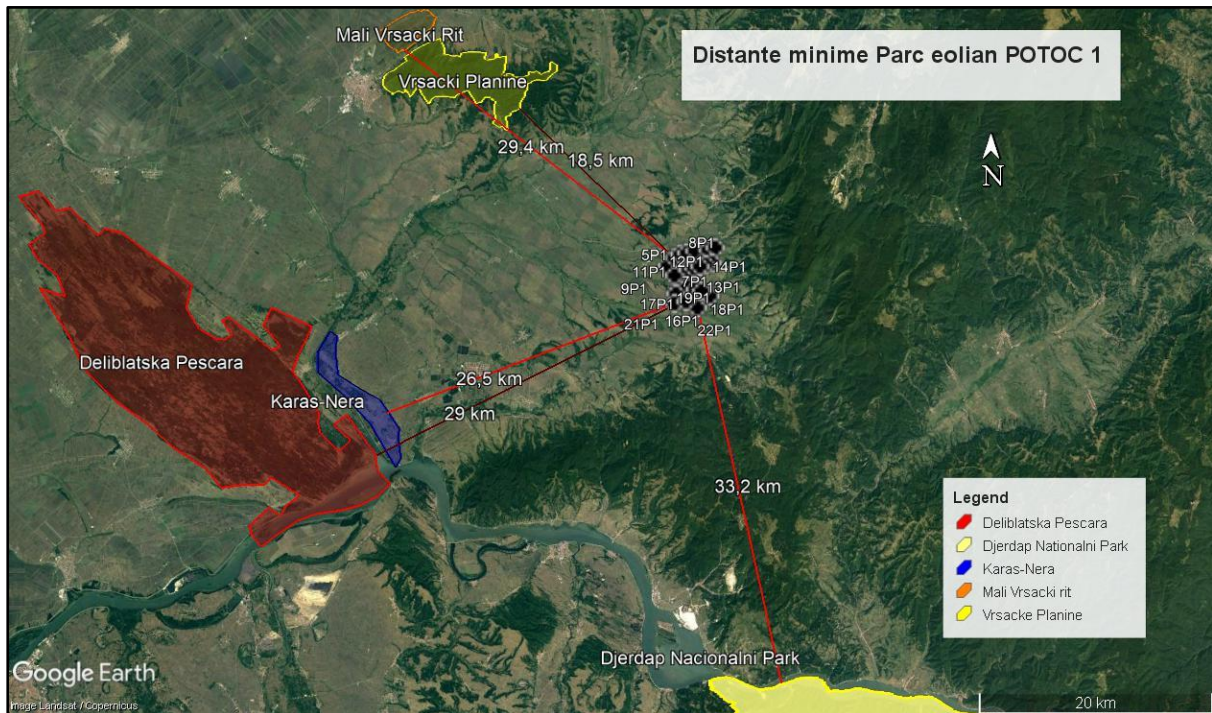 Distante minime Parc eolian POTOC 1
Mali Vrsacki Rit
Vrsacki Planine
29,4 km
18,5 km
N
8P1
5P1
12P1
14P1
11P1
7P1
9P1
13P1
19P1
17P1
18P1
16P1
21P1
22P1
Deliblatska Pescara
Karas-Nera
26,5 km
29 km
33,2 km
Djerdap Nacionalni Park
Legend
Deliblatska Pescara
Djerdap Nationalni Park
Karas-Nera
Mali Vrsacki rit
Vrsacke Planine
Google Earth
Image Landsat / Copernicus
20 km